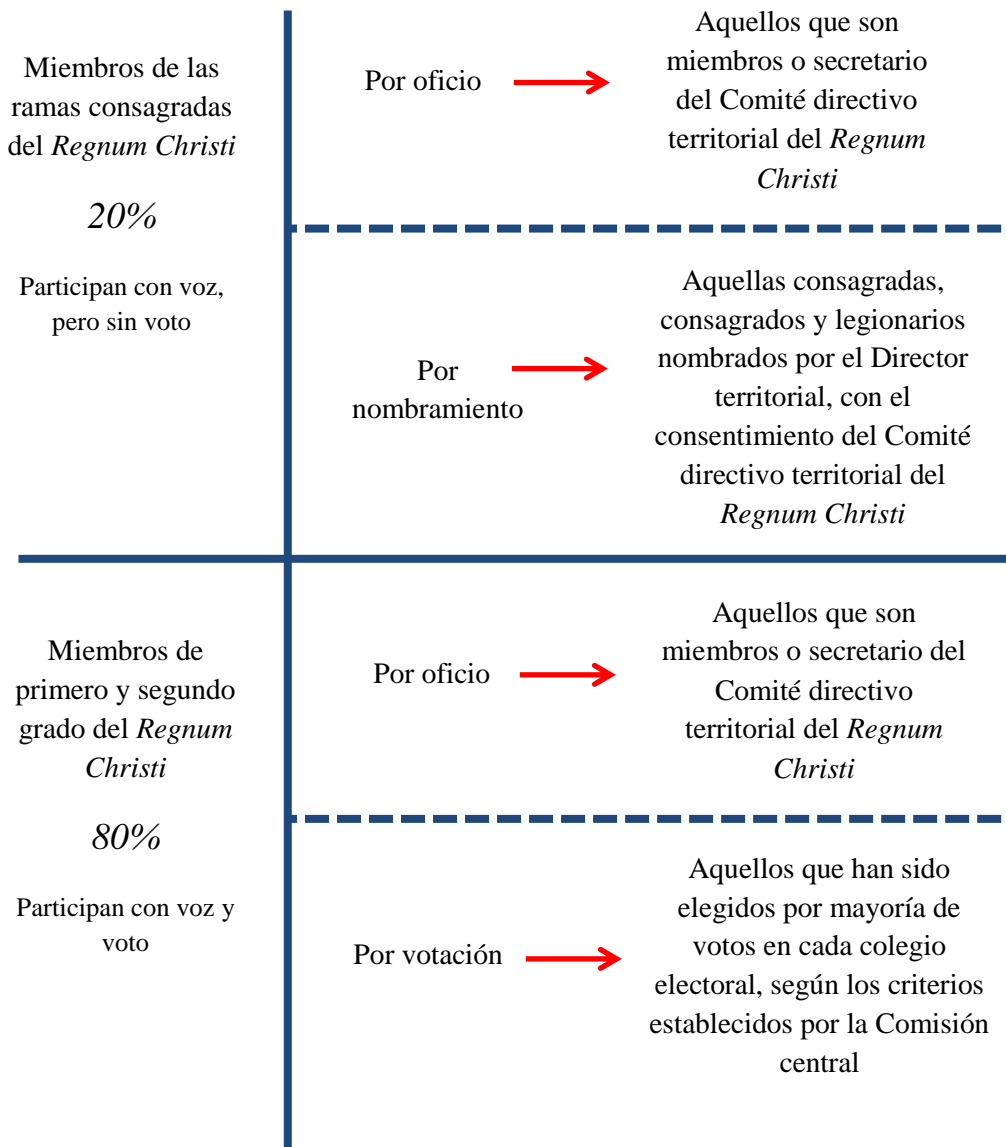 Miembros de las
ramas consagradas
del Regnum Christi
20%
Participan con voz,
pero sin voto
Por oficio
Aquellos que son
miembros o secretario
del Comité directivo
territorial del Regnum
Christi
Por
nombramiento
Aquellas consagradas,
consagrados y legionarios
nombrados por el Director
territorial, con el
consentimiento del Comité
directivo territorial del
Regnum Christi
Miembros de
primero y segundo
grado del Regnum
Christi
80%
Participan con voz y
voto
Por oficio
Aquellos que son
miembros o secretario del
Comité directivo
territorial del Regnum
Christi
Por votación
Aquellos que han sido
elegidos por mayoría de
votos en cada colegio
electoral, según los criterios
establecidos por la Comisión
central